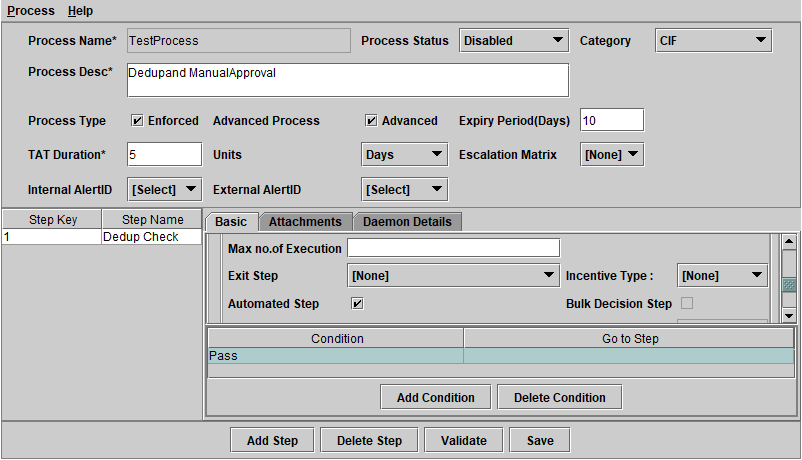 Process Help
Process Name* TestProcess Process Status Disabled Category CIF
Process Desc* Dedupand ManualApproval
Process Type Enforced Advanced Process Advanced Expiry Period(Days) 10
TAT Duration* 5 Units Days Escalation Matrix [None]
Internal AlertID [Select] External AlertID [Select]
Step Key Step Name
1 Dedup Check
Basic Attachments Daemon Details
Max no.of Execution
Exit Step [None] Incentive Type : [None]
Automated Step Bulk Decision Step
Condition Go to Step
Pass
Add Condition Delete Condition
Add Step Delete Step Validate Save